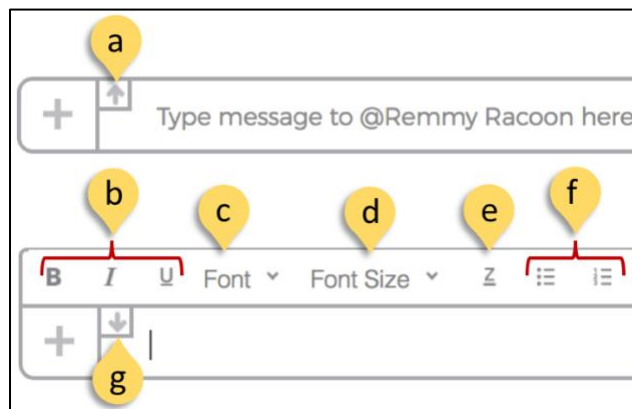 a
+ Type message to @Remmy Racoon here
b c d e f
B I U Font Font Size Z
+
g